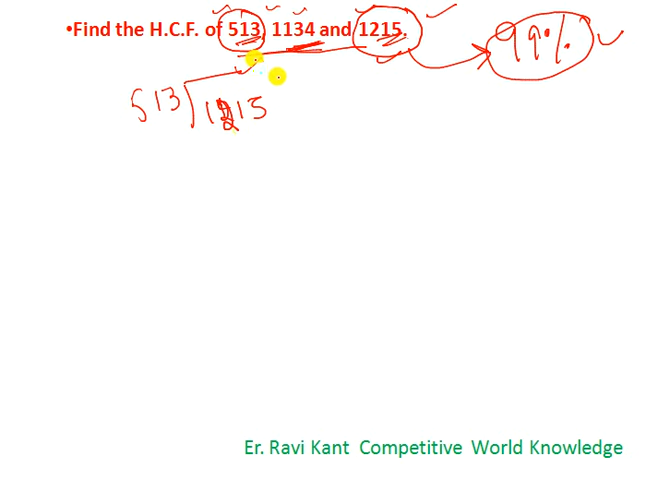 •Find the H.C.F. of 513, 1134 and 1215.
99%
513
1215
Er. Ravi Kant Competitive World Knowledge